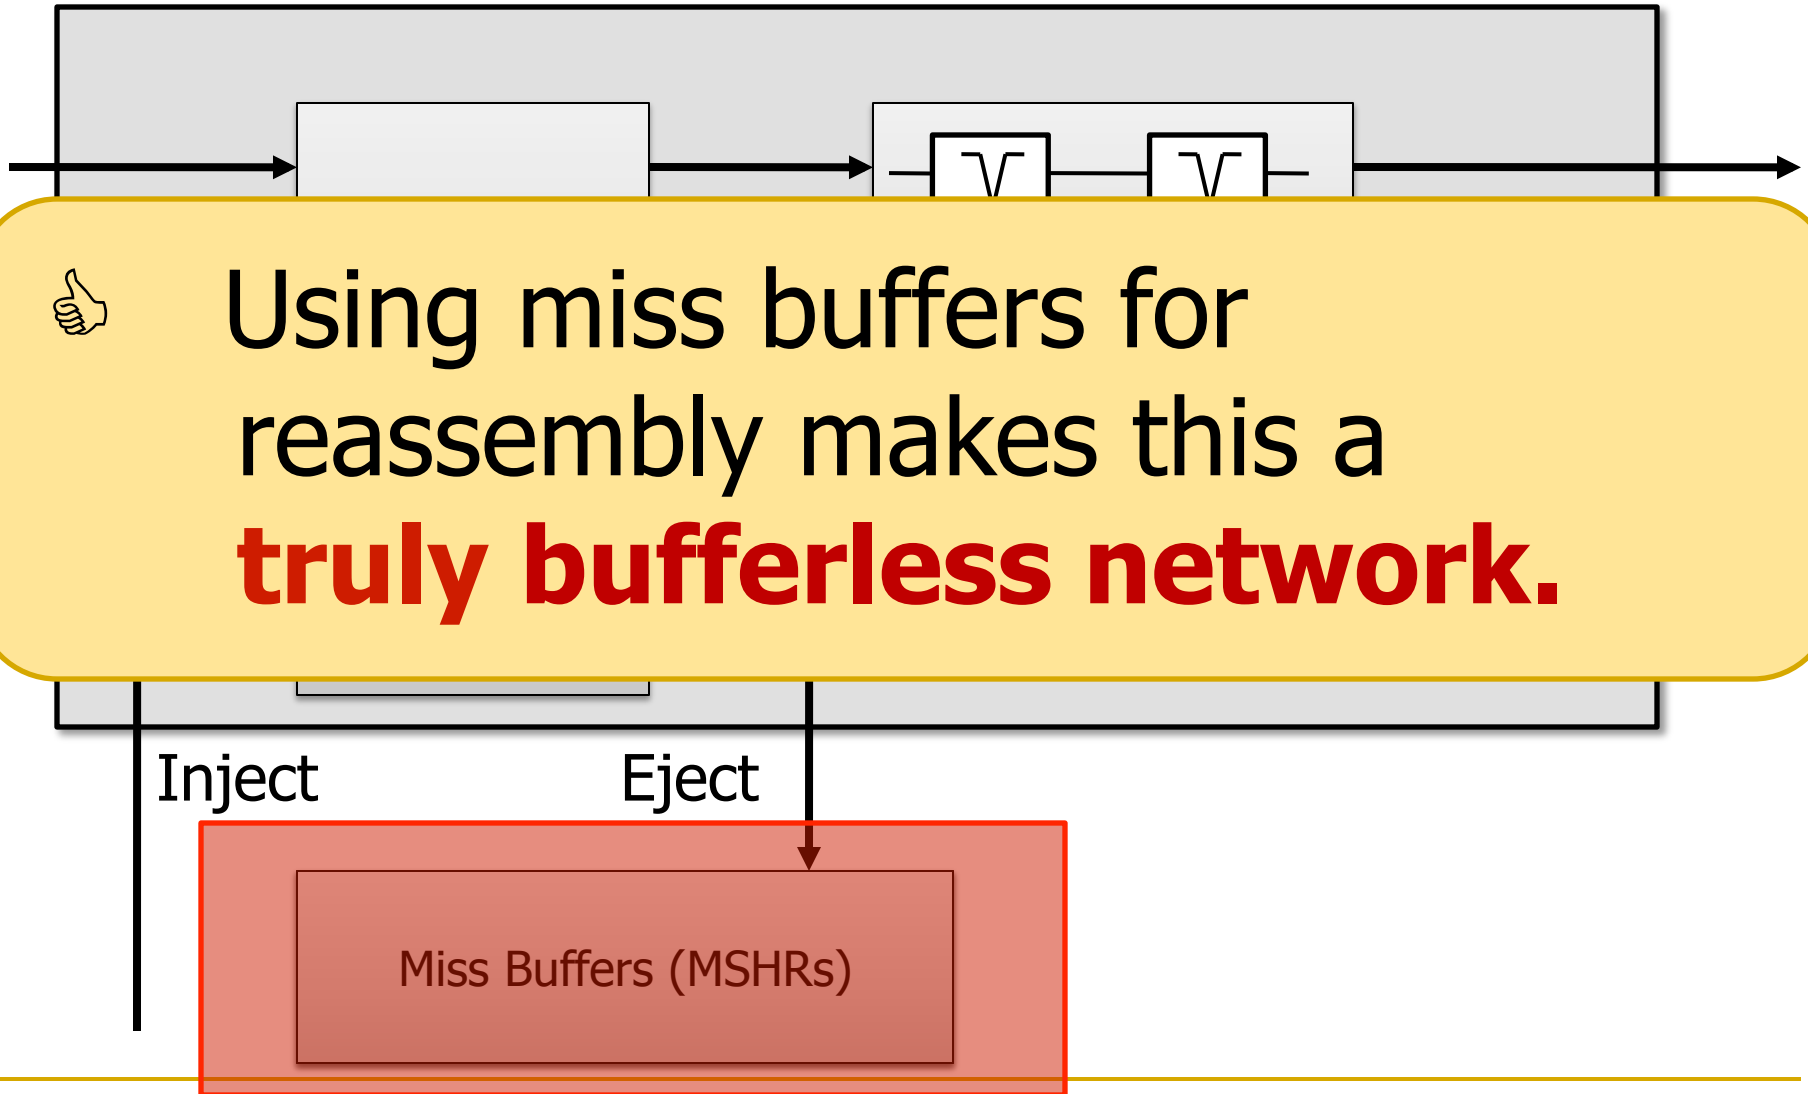 👍 Using miss buffers for
reassembly makes this a
truly bufferless network.
Inject Eject
Miss Buffers (MSHRs)